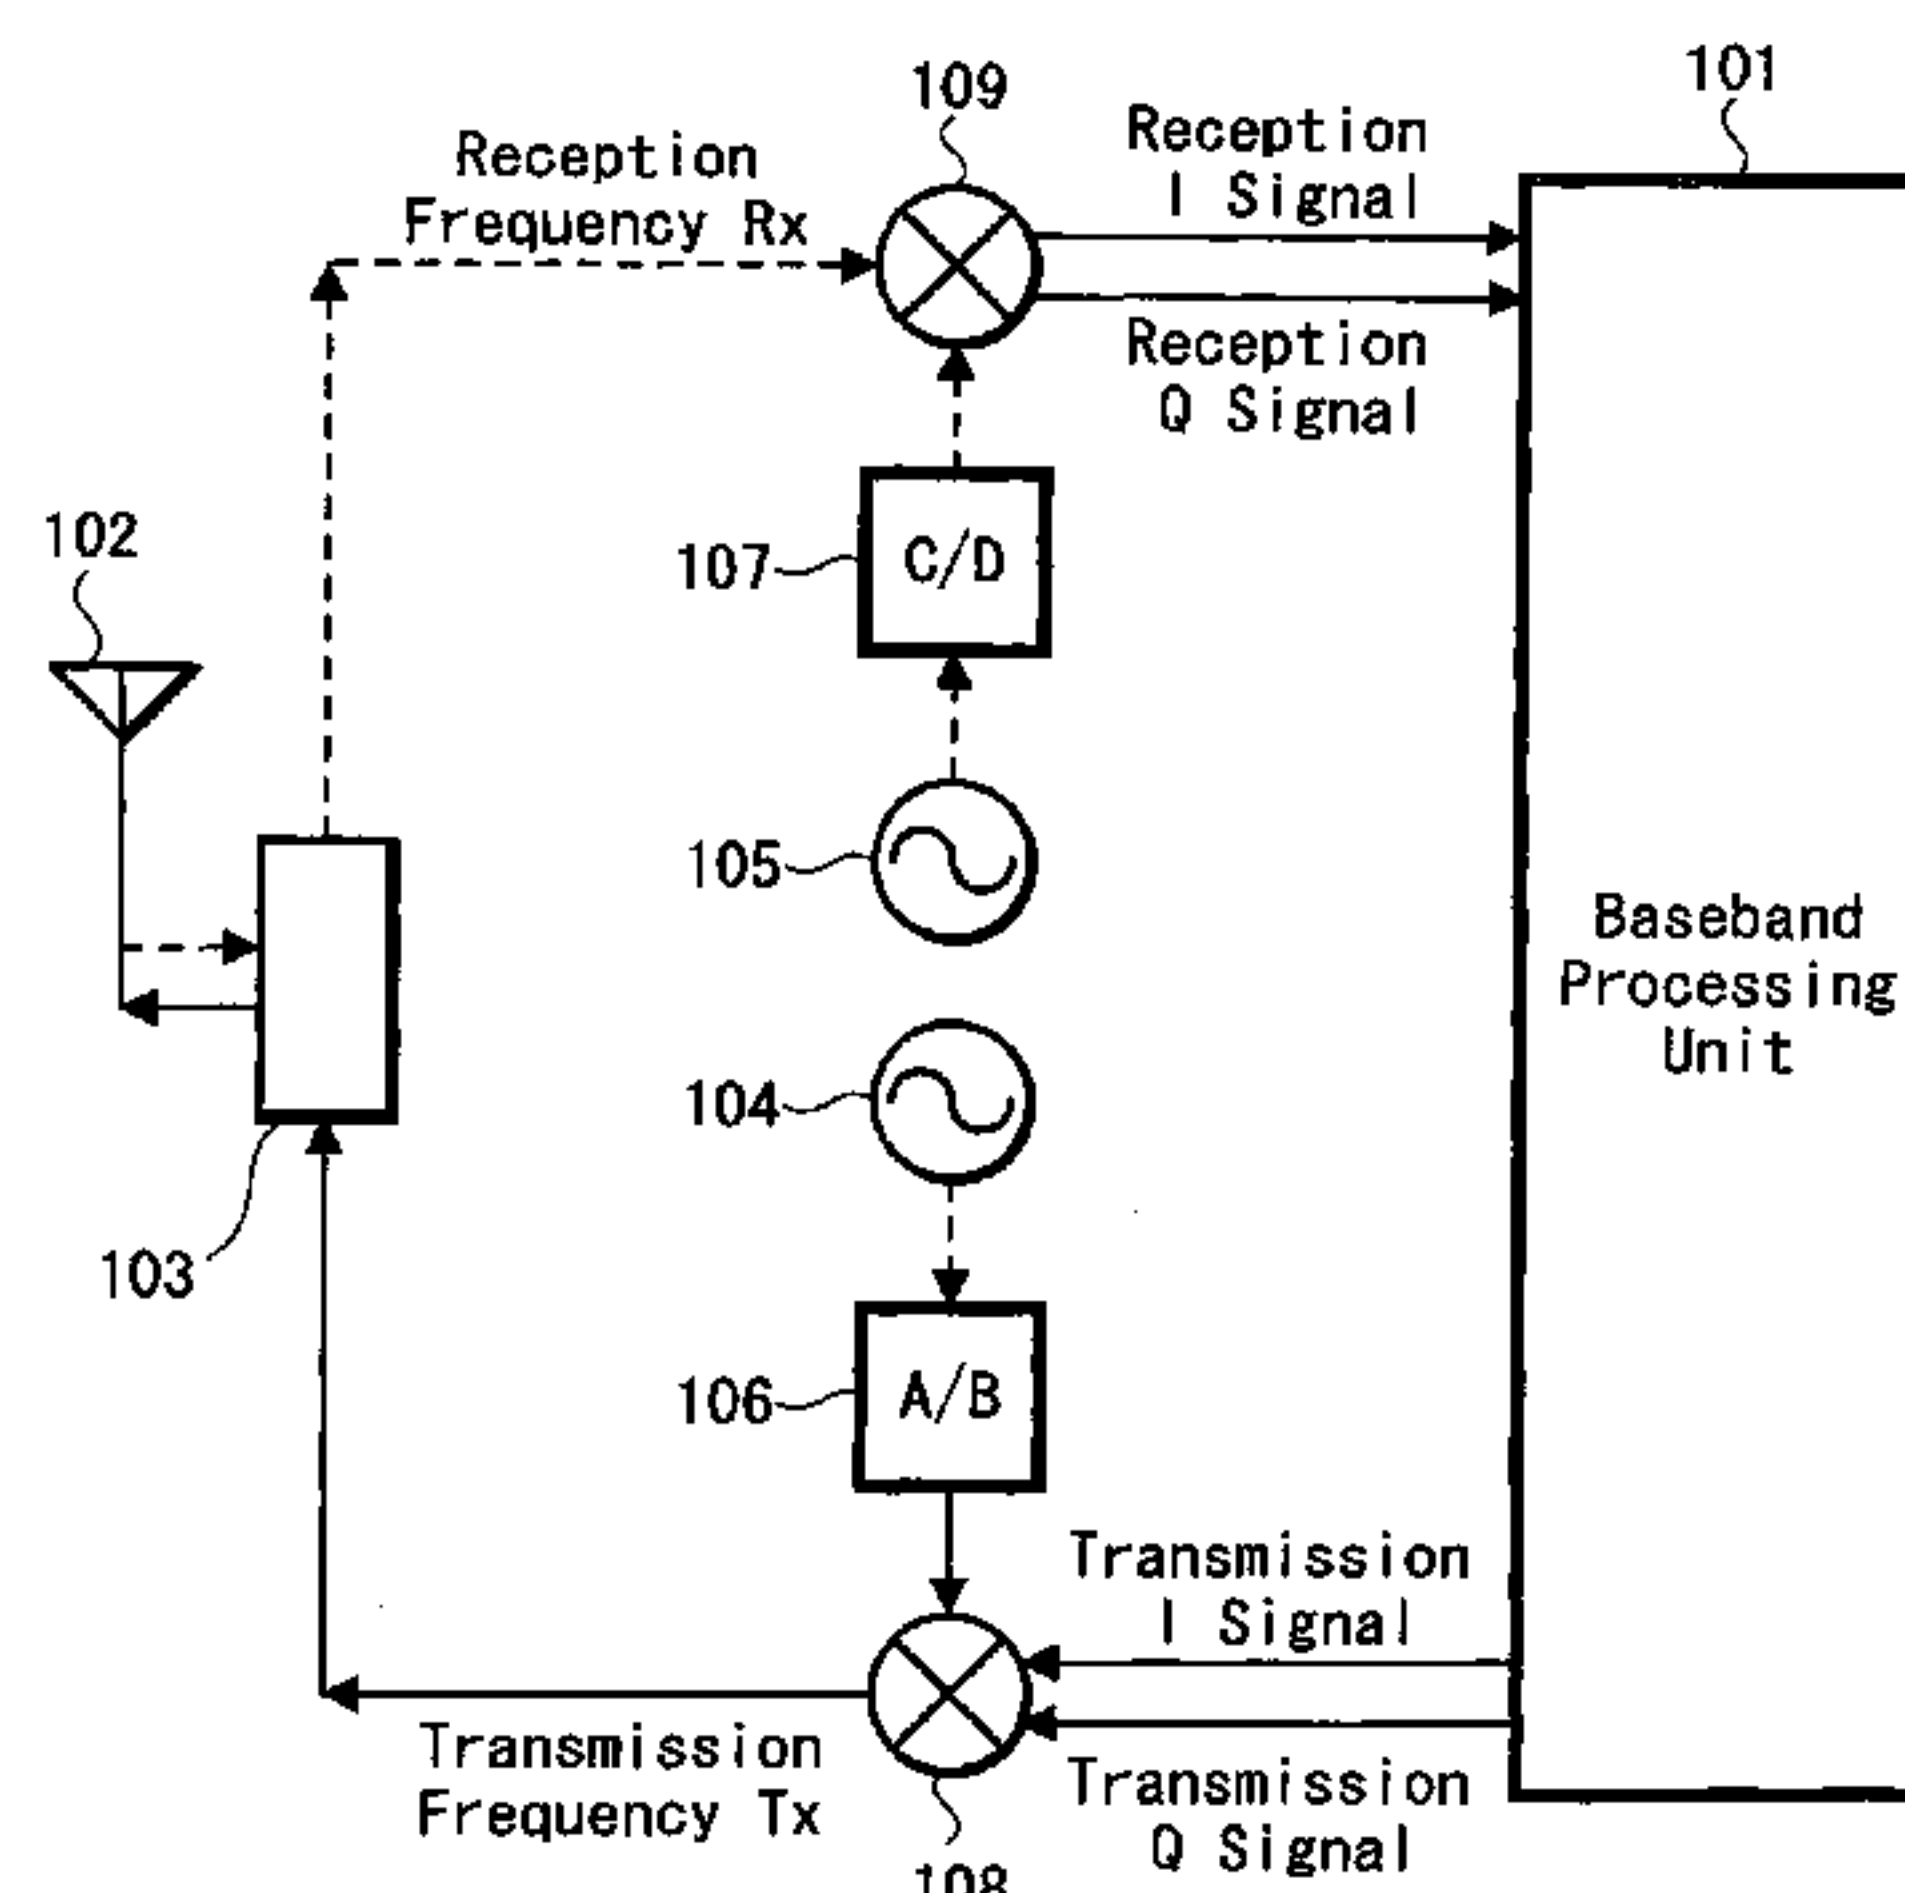 109
101
Reception
I Signal
Reception
Frequency Rx
Reception
Q Signal
102
107
C/D
105
Baseband
Processing
Unit
104
103
106
A/B
Transmission
I Signal
Transmission
Frequency Tx
Transmission
Q Signal
108